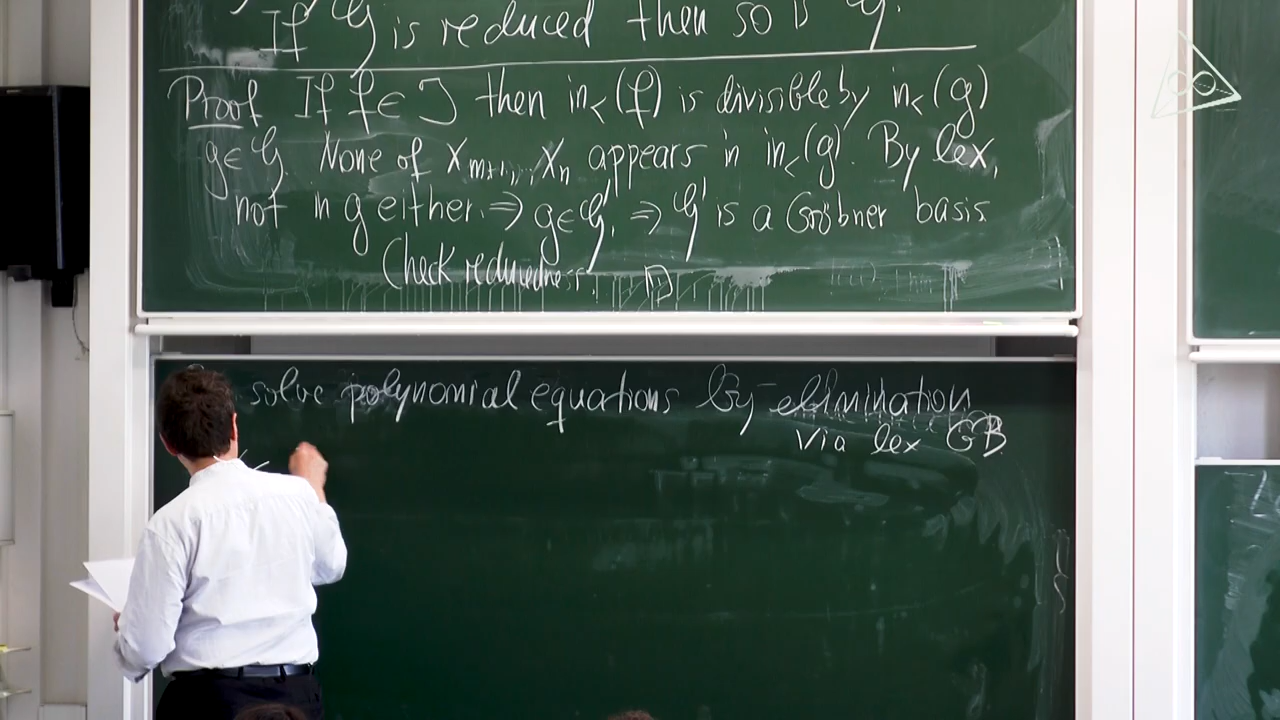 If 𝒢 is reduced then so is 𝒢'.
Proof If f ∈ J then in<(f) is divisible by in<(g)
g ∈ 𝒢. None of x_{m+1},..,x_n appears in in<(g). By lex,
not in g either. ⇒ g ∈ 𝒢'. ⇒ 𝒢' is a Gröbner basis.
Check reducedness. □
solve polynomial equations by elimination
via lex GB.